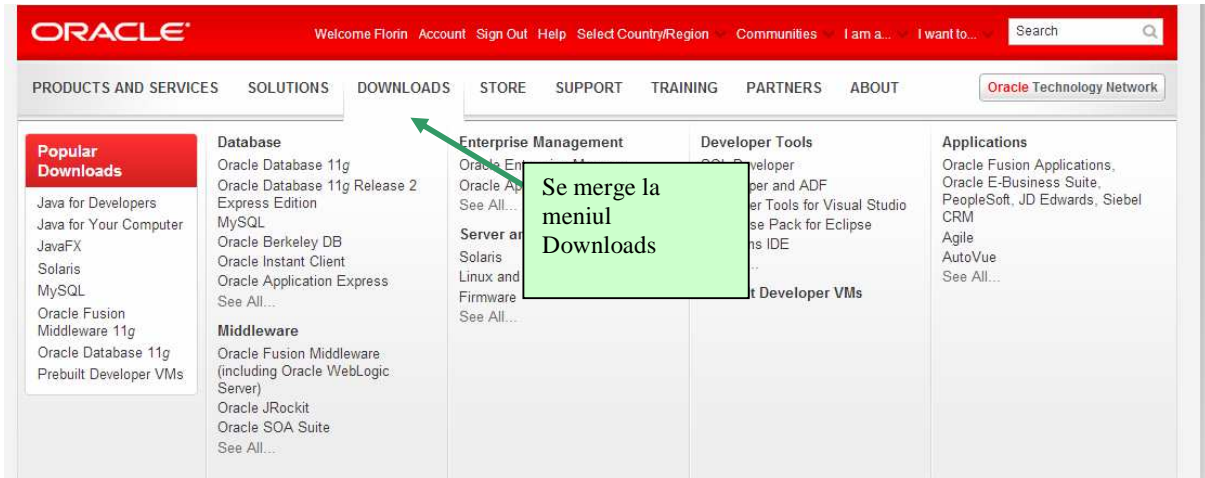 ORACLE
Welcome Florin Account Sign Out Help Select Country/Region Communities I am a... I want to... Search
PRODUCTS AND SERVICES SOLUTIONS DOWNLOADS STORE SUPPORT TRAINING PARTNERS ABOUT Oracle Technology Network
Popular
Downloads
Java for Developers
Java for Your Computer
JavaFX
Solaris
MySQL
Oracle Fusion
Middleware 11g
Oracle Database 11g
Prebuilt Developer VMs
Database
Oracle Database 11g
Oracle Database 11g Release 2
Express Edition
MySQL
Oracle Berkeley DB
Oracle Instant Client
Oracle Application Express
See All...
Middleware
Oracle Fusion Middleware
(including Oracle WebLogic
Server)
Oracle JRockit
Oracle SOA Suite
See All...
Enterprise Management
Oracle
Oracle
See All...
Server
Solaris
Linux and
Firmware
See All...
Se merge la
meniul
Downloads
Developer Tools
and ADF
Tools for Visual Studio
Pack for Eclipse
IDE
Developer VMs
Applications
Oracle Fusion Applications,
Oracle E-Business Suite,
PeopleSoft, JD Edwards, Siebel
CRM
Agile
AutoVue
See All...